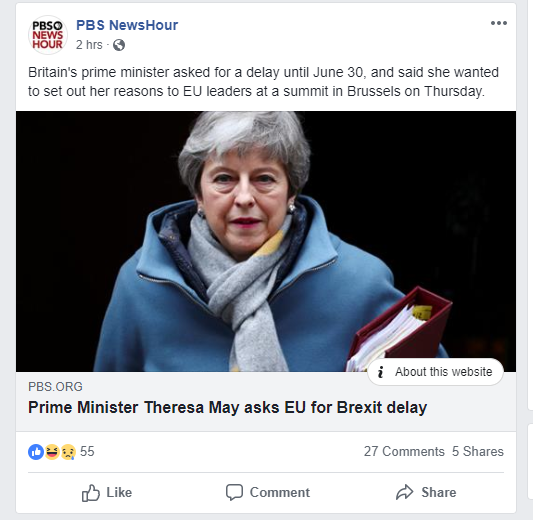 PBS
NEWS
HOUR
PBS NewsHour
2 hrs ·
Britain's prime minister asked for a delay until June 30, and said she wanted
to set out her reasons to EU leaders at a summit in Brussels on Thursday.
i About this website
PBS.ORG
Prime Minister Theresa May asks EU for Brexit delay
55
27 Comments 5 Shares
Like Comment Share